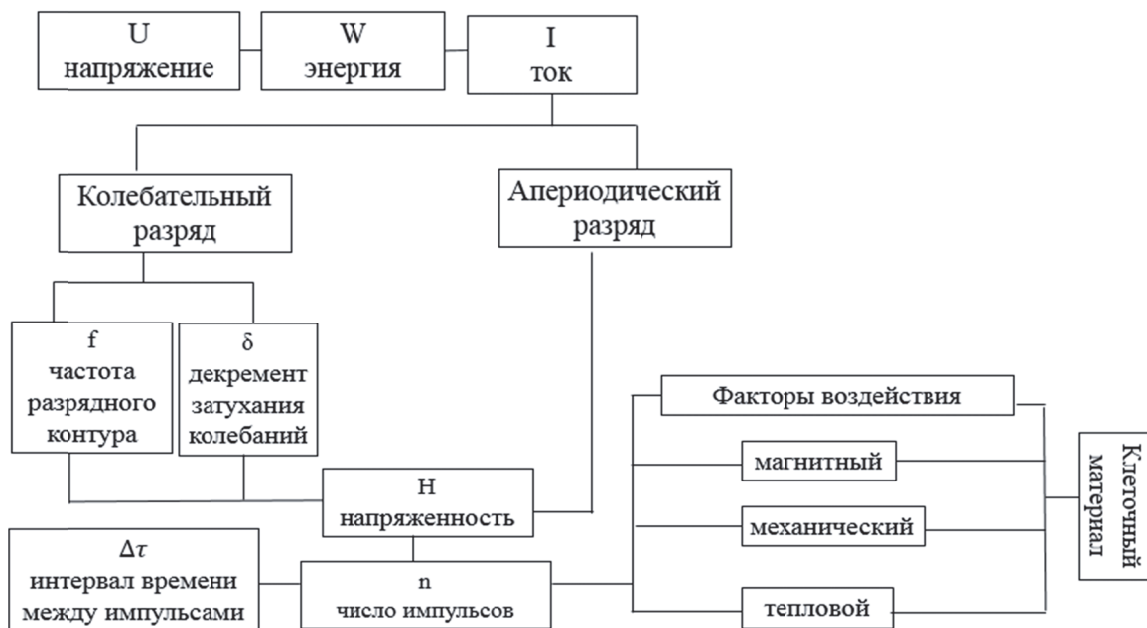 U
напряжение
W
энергия
I
ток
Колебательный
разряд
Апериодический
разряд
f
частота
разрядного
контура
δ
декремент
затухания
колебаний
H
напряженность
Δτ
интервал времени
между импульсами
n
число импульсов
Факторы воздействия
магнитный
механический
тепловой
Клеточный
материал